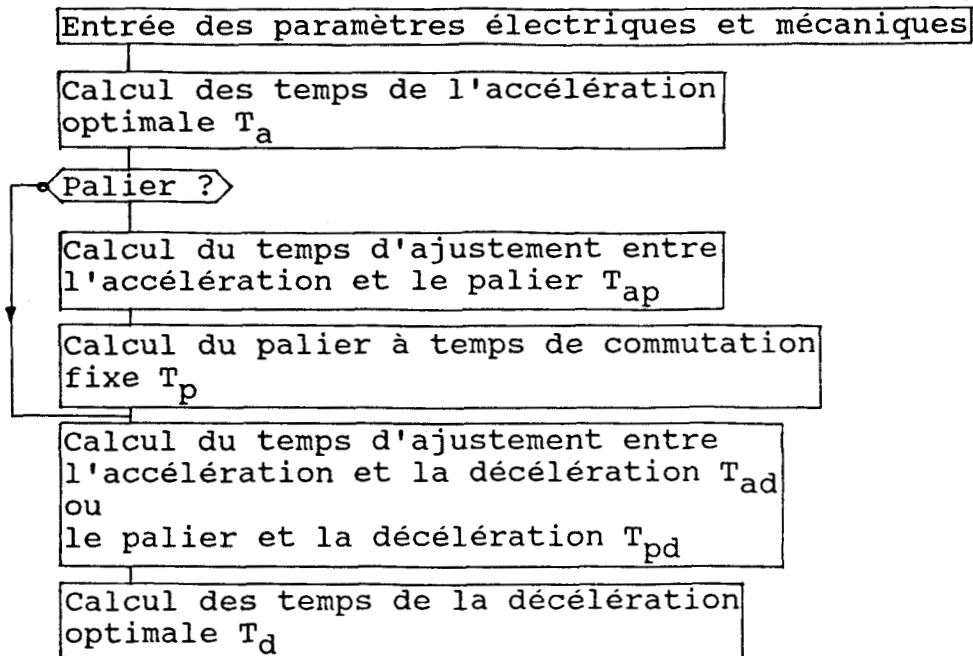 Entrée des paramètres électriques et mécaniques
Calcul des temps de l'accélération
optimale Ta
Palier ?
Calcul du temps d'ajustement entre
l'accélération et le palier Tap
Calcul du palier à temps de commutation
fixe Tp
Calcul du temps d'ajustement entre
l'accélération et la décélération Tad
ou
le palier et la décélération Tpd
Calcul des temps de la décélération
optimale Td